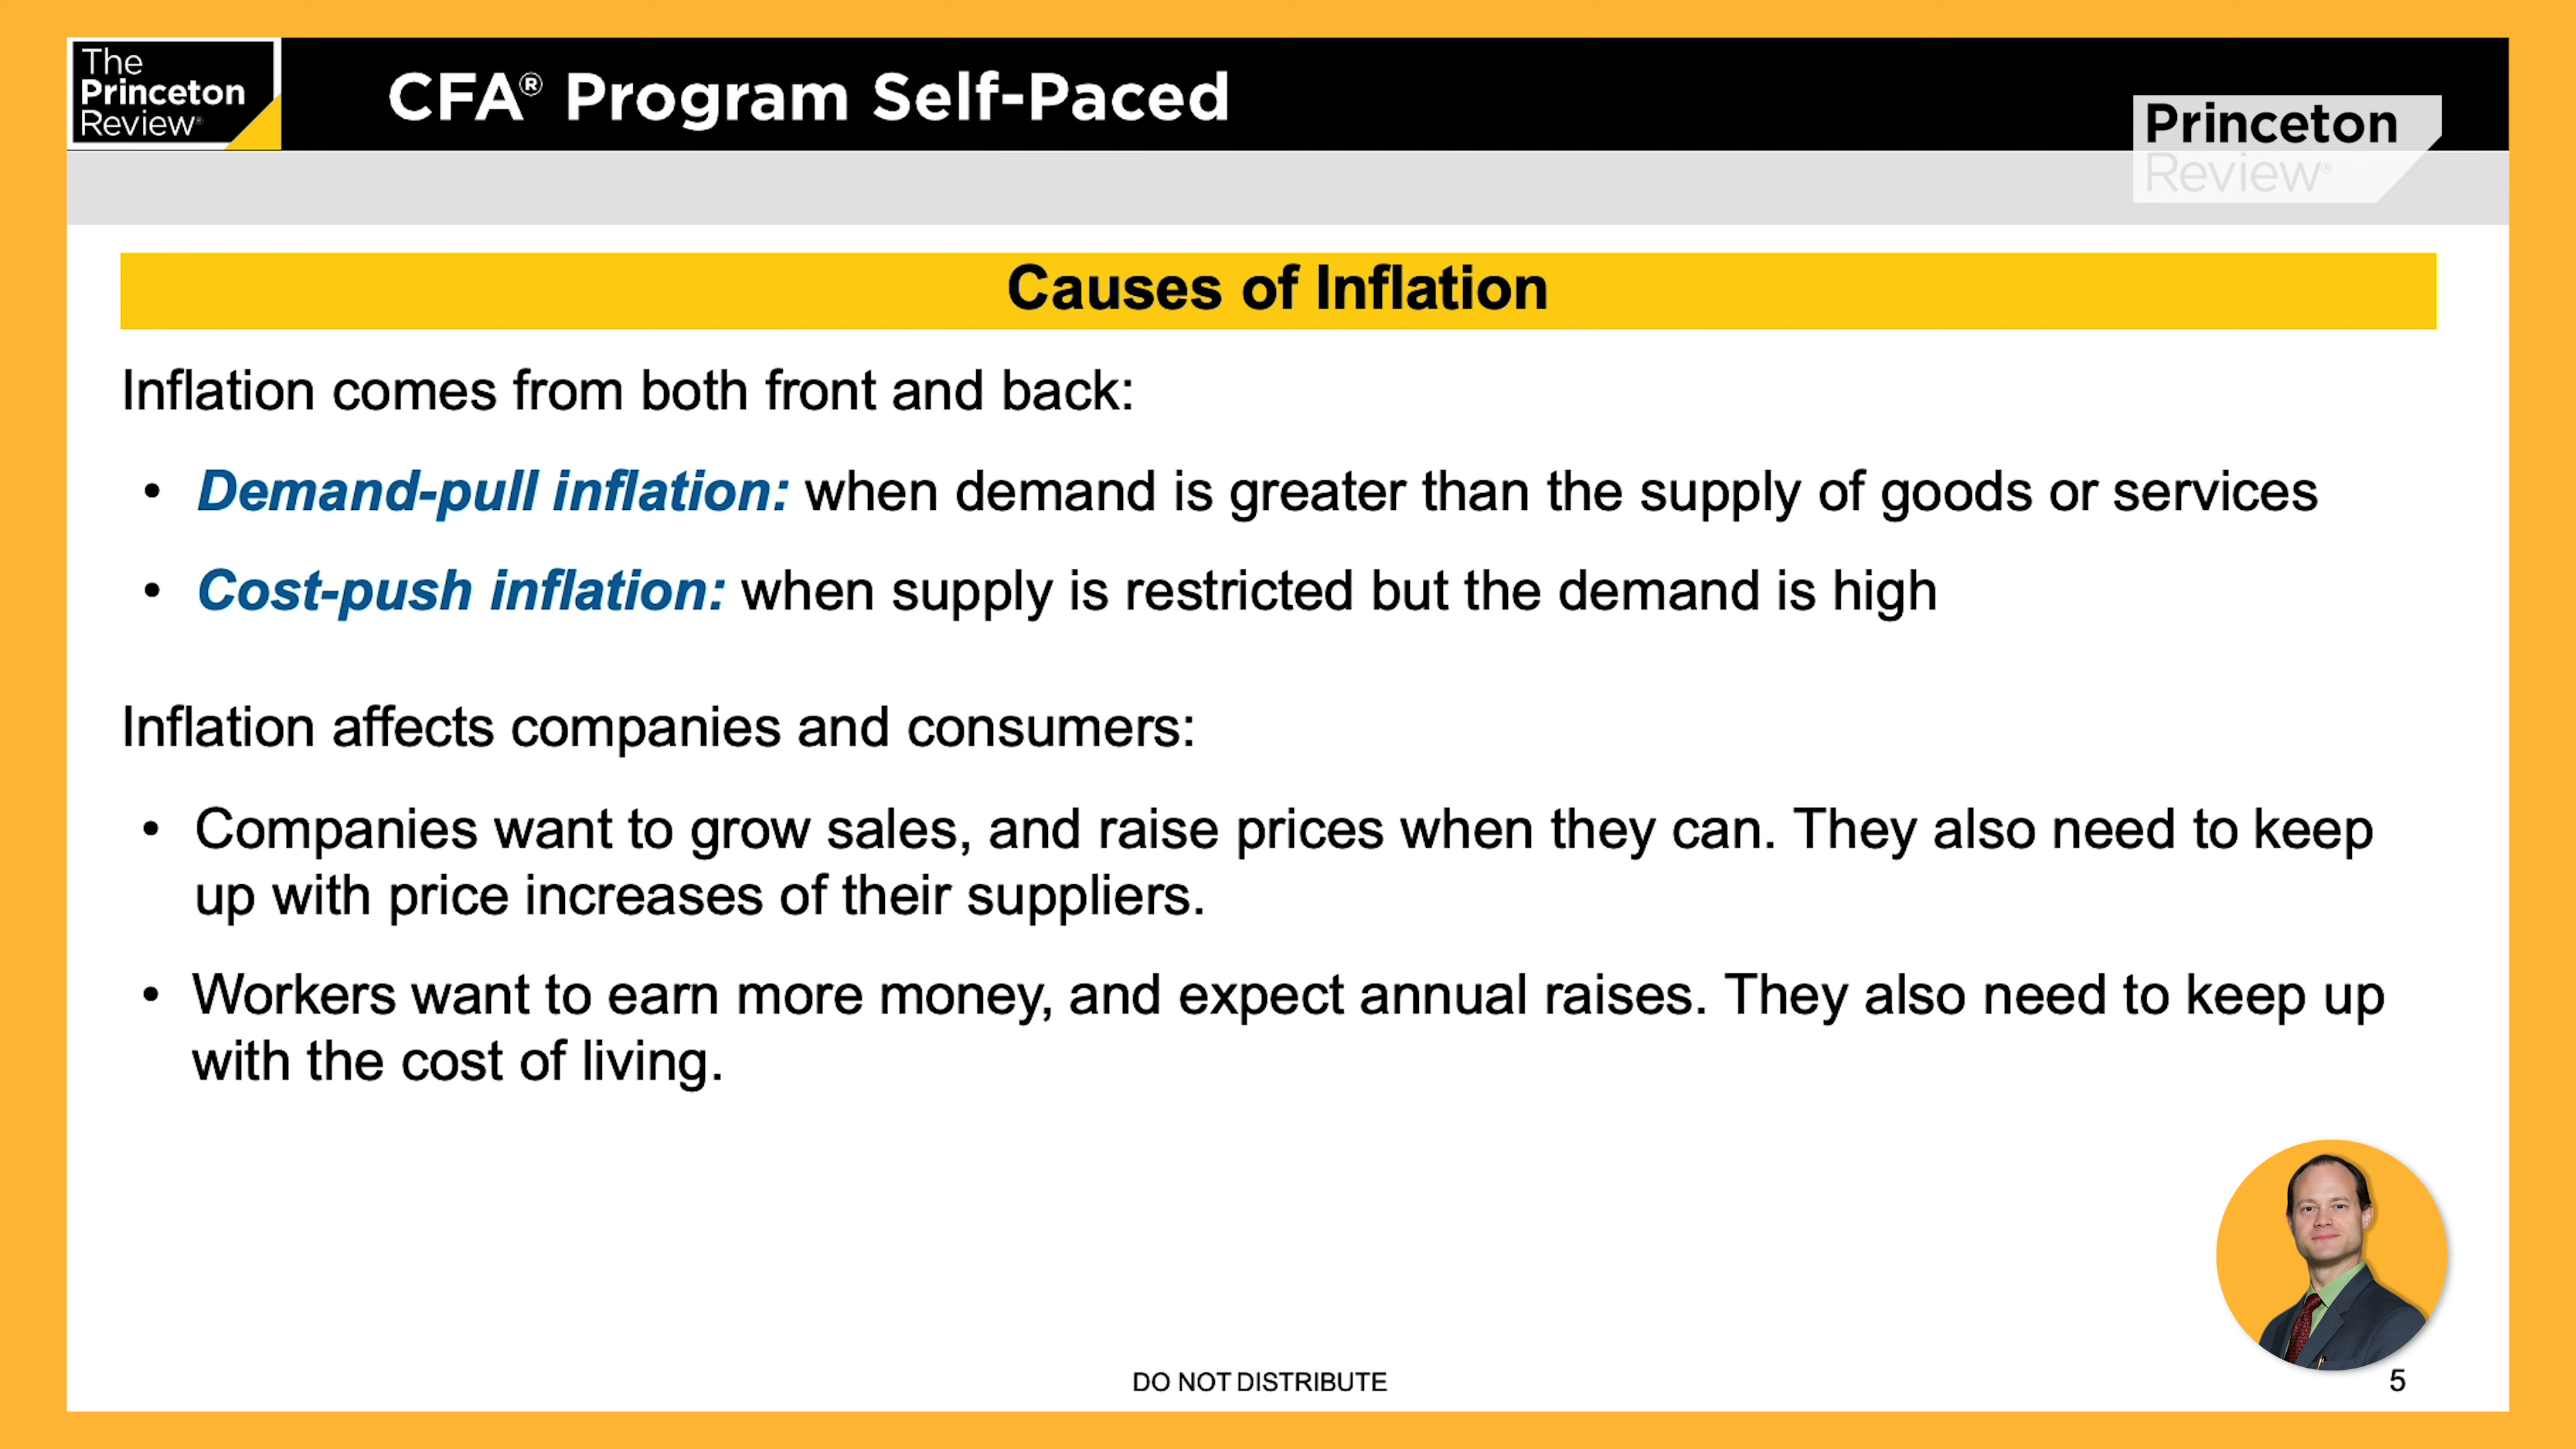 The
Princeton
Review®
CFA® Program Self-Paced
Princeton
Review®
Causes of Inflation
Inflation comes from both front and back:
• Demand-pull inflation: when demand is greater than the supply of goods or services
• Cost-push inflation: when supply is restricted but the demand is high
Inflation affects companies and consumers:
• Companies want to grow sales, and raise prices when they can. They also need to keep
up with price increases of their suppliers.
• Workers want to earn more money, and expect annual raises. They also need to keep up
with the cost of living.
DO NOT DISTRIBUTE
5